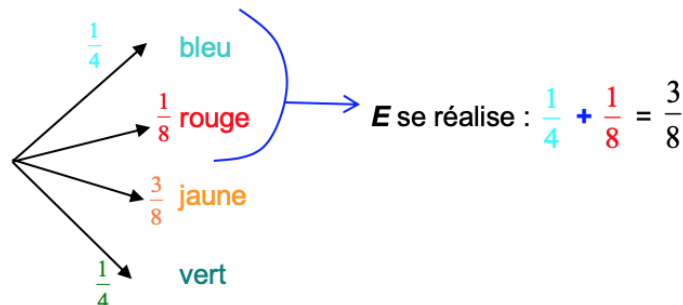 1/4 bleu
1/8 rouge
E se réalise : 1/4 + 1/8 = 3/8
3/8 jaune
1/4 vert